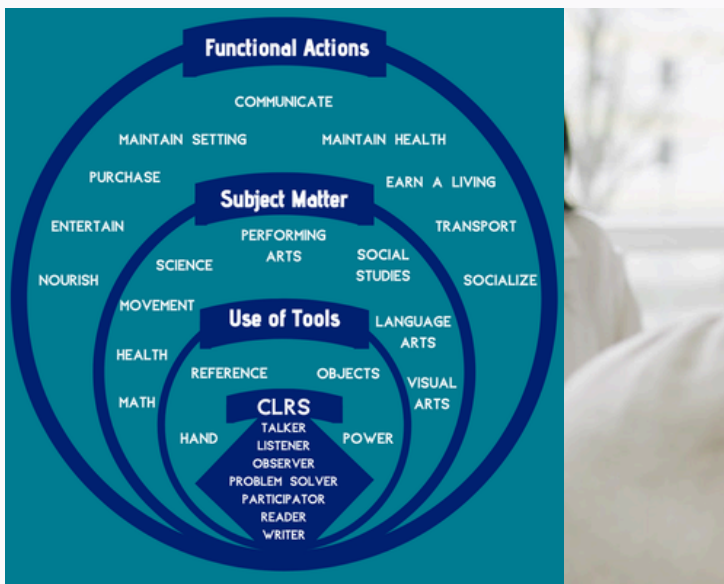 Functional Actions
COMMUNICATE
MAINTAIN SETTING
MAINTAIN HEALTH
PURCHASE
EARN A LIVING
ENTERTAIN
TRANSPORT
NOURISH
SOCIALIZE
Subject Matter
PERFORMING
ARTS
SCIENCE
SOCIAL
STUDIES
MOVEMENT
LANGUAGE
ARTS
HEALTH
VISUAL
ARTS
MATH
Use of Tools
REFERENCE
OBJECTS
HAND
POWER
CLRS
TALKER
LISTENER
OBSERVER
PROBLEM SOLVER
PARTICIPATOR
READER
WRITER